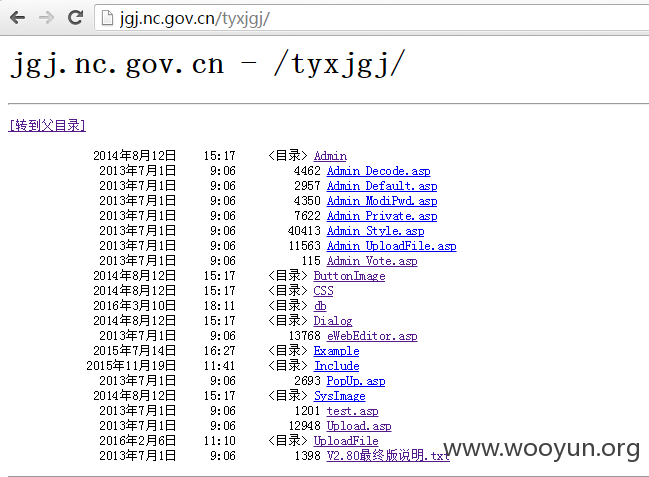 jgj.nc.gov.cn/tyxjgj/
jgj.nc.gov.cn - /tyxjgj/
[转到父目录]
2014年8月12日 15:17 <目录> Admin
2013年7月1日 9:06 4462 Admin_Decode.asp
2013年7月1日 9:06 2957 Admin_Default.asp
2013年7月1日 9:06 4350 Admin_ModiPwd.asp
2013年7月1日 9:06 7622 Admin_Private.asp
2013年7月1日 9:06 40413 Admin_Style.asp
2013年7月1日 9:06 11563 Admin_UploadFile.asp
2013年7月1日 9:06 115 Admin_Vote.asp
2014年8月12日 15:17 <目录> ButtonImage
2014年8月12日 15:17 <目录> CSS
2016年3月10日 18:11 <目录> db
2014年8月12日 15:17 <目录> Dialog
2013年7月1日 9:06 13768 eWebEditor.asp
2015年7月14日 16:27 <目录> Example
2015年11月19日 11:41 <目录> Include
2013年7月1日 9:06 2693 PopUp.asp
2014年8月12日 15:17 <目录> SysImage
2013年7月1日 9:06 1201 test.asp
2013年7月1日 9:06 12948 Upload.asp
2016年2月6日 11:10 <目录> UploadFile
2013年7月1日 9:06 1398 V2.80最终版说明.txt
www.wooyun.org